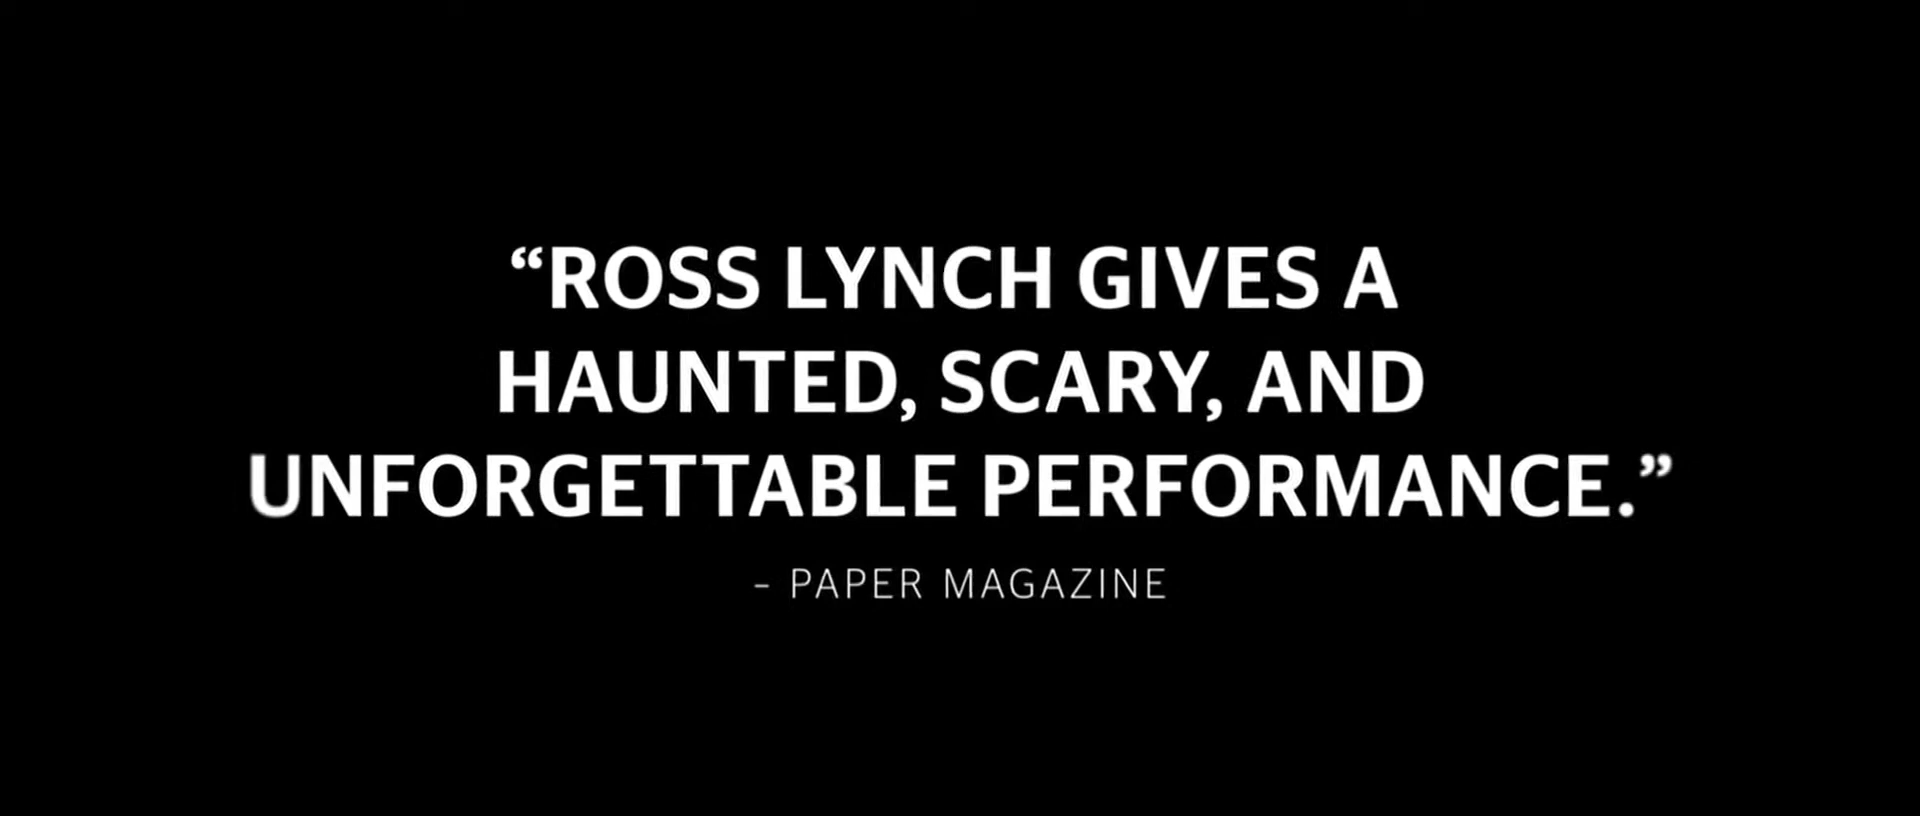 “ROSS LYNCH GIVES A
HAUNTED, SCARY, AND
UNFORGETTABLE PERFORMANCE.”
– PAPER MAGAZINE